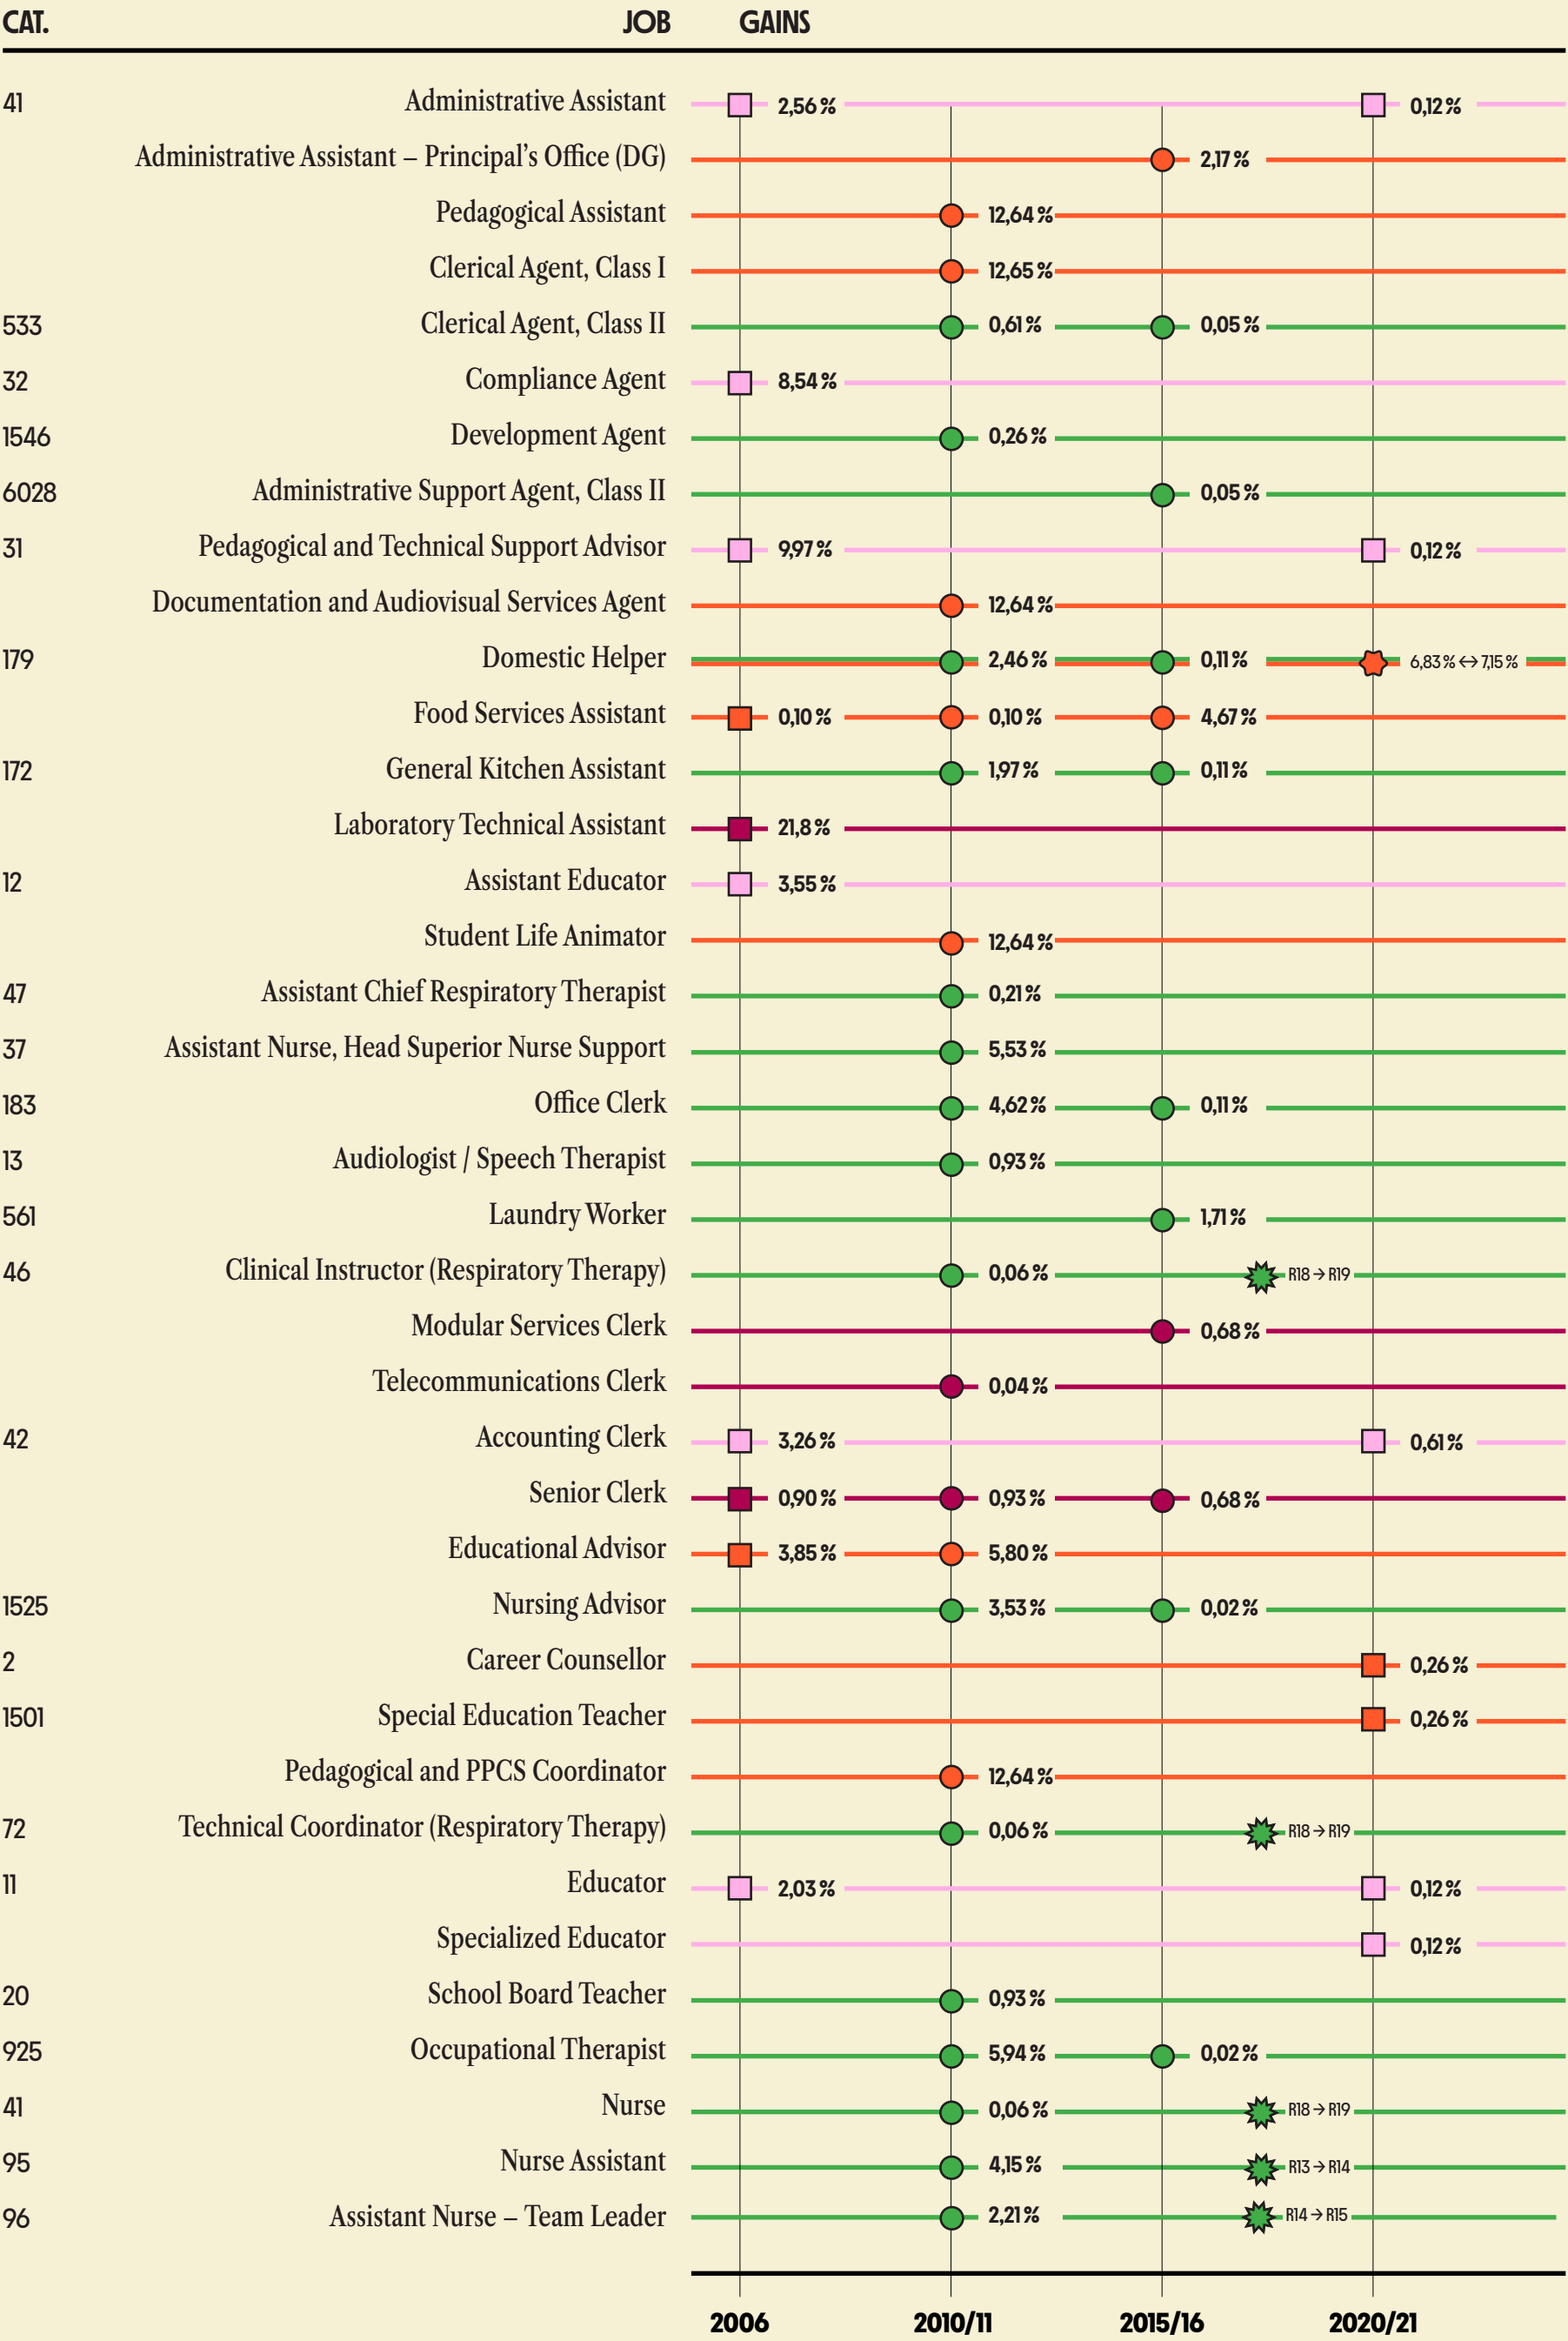 CAT. JOB GAINS
41 Administrative Assistant 2,56 % 0,12 %
Administrative Assistant – Principal’s Office (DG) 2,17 %
Pedagogical Assistant 12,64 %
Clerical Agent, Class I 12,65 %
533 Clerical Agent, Class II 0,61 % 0,05 %
32 Compliance Agent 8,54 %
1546 Development Agent 0,26 %
6028 Administrative Support Agent, Class II 0,05 %
31 Pedagogical and Technical Support Advisor 9,97 % 0,12 %
Documentation and Audiovisual Services Agent 12,64 %
179 Domestic Helper 2,46 % 0,11 % 6,83 % ↔ 7,15 %
Food Services Assistant 0,10 % 0,10 % 4,67 %
172 General Kitchen Assistant 1,97 % 0,11 %
Laboratory Technical Assistant 21,8 %
12 Assistant Educator 3,55 %
Student Life Animator 12,64 %
47 Assistant Chief Respiratory Therapist 0,21 %
37 Assistant Nurse, Head Superior Nurse Support 5,53 %
183 Office Clerk 4,62 % 0,11 %
13 Audiologist / Speech Therapist 0,93 %
561 Laundry Worker 1,71 %
46 Clinical Instructor (Respiratory Therapy) 0,06 % R18 → R19
Modular Services Clerk 0,68 %
Telecommunications Clerk 0,04 %
42 Accounting Clerk 3,26 % 0,61 %
Senior Clerk 0,90 % 0,93 % 0,68 %
Educational Advisor 3,85 % 5,80 %
1525 Nursing Advisor 3,53 % 0,02 %
2 Career Counsellor 0,26 %
1501 Special Education Teacher 0,26 %
Pedagogical and PPCS Coordinator 12,64 %
72 Technical Coordinator (Respiratory Therapy) 0,06 % R18 → R19
11 Educator 2,03 % 0,12 %
Specialized Educator 0,12 %
20 School Board Teacher 0,93 %
925 Occupational Therapist 5,94 % 0,02 %
41 Nurse 0,06 % R18 → R19
95 Nurse Assistant 4,15 % R13 → R14
96 Assistant Nurse – Team Leader 2,21 % R14 → R15
2006 2010/11 2015/16 2020/21